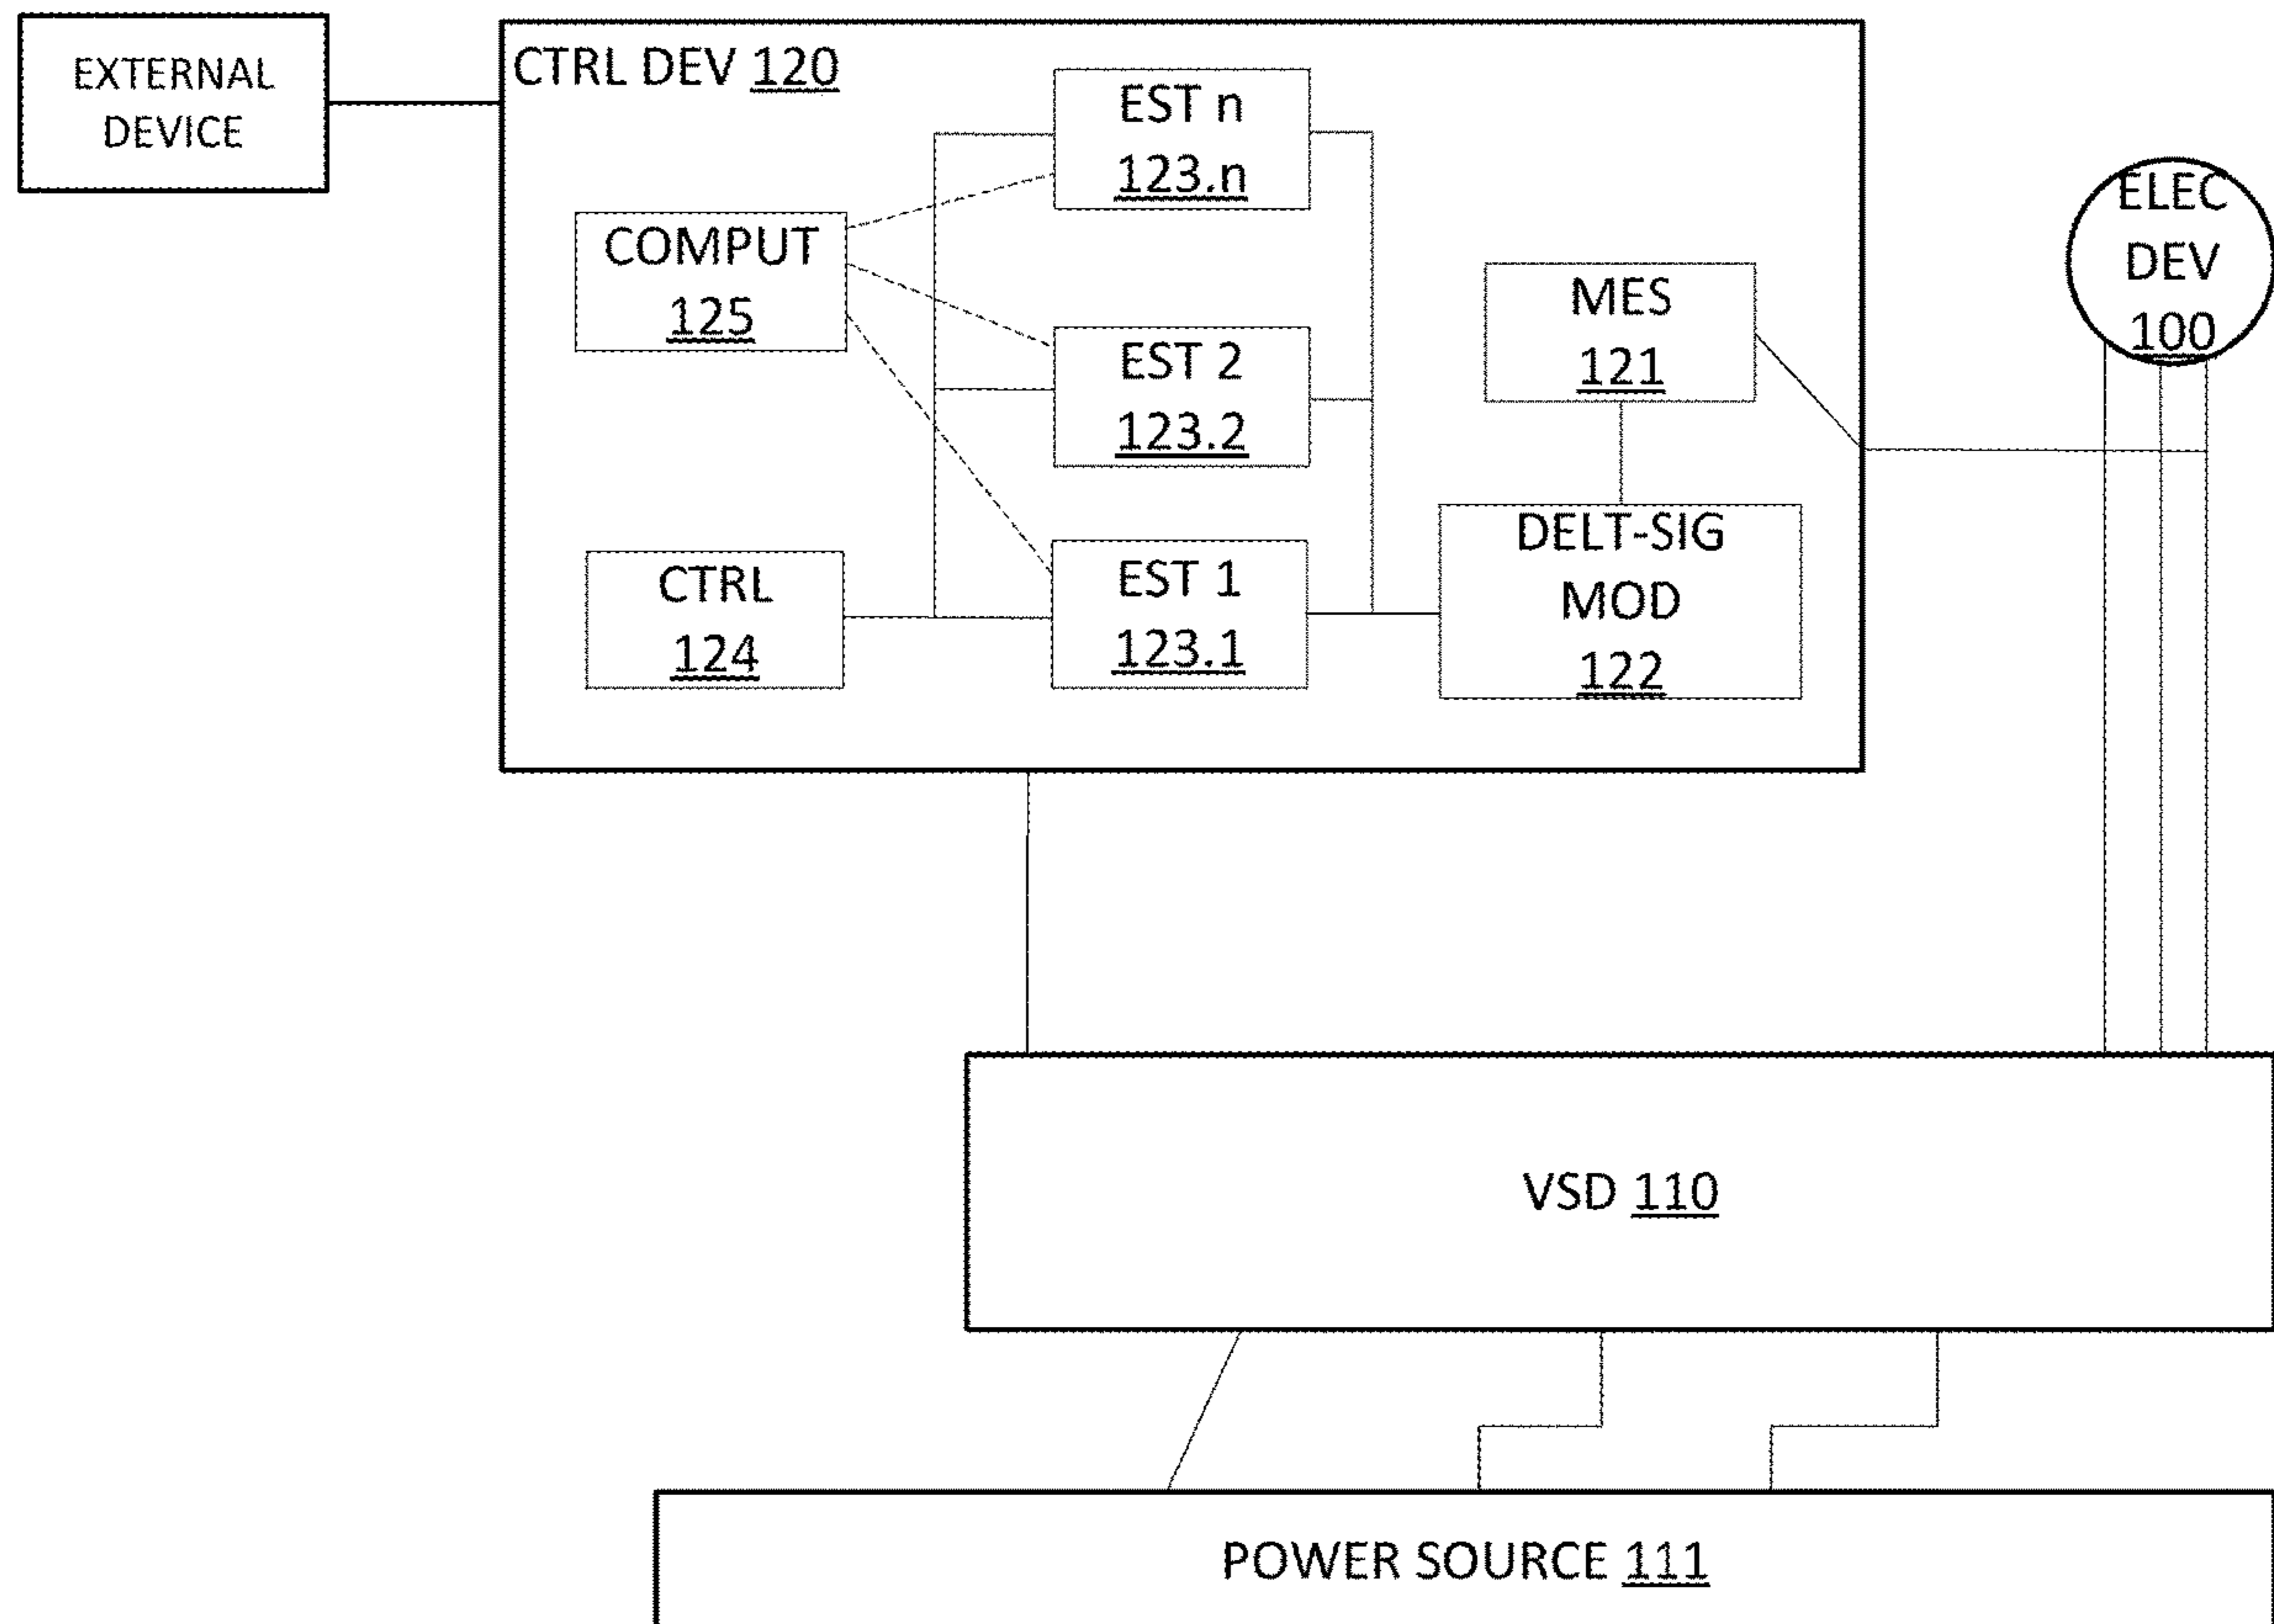 EXTERNAL
DEVICE
CTRL DEV 120
EST n
123.n
COMPUT
125
EST 2
123.2
CTRL
124
EST 1
123.1
MES
121
DELT-SIG
MOD
122
ELEC
DEV
100
VSD 110
POWER SOURCE 111